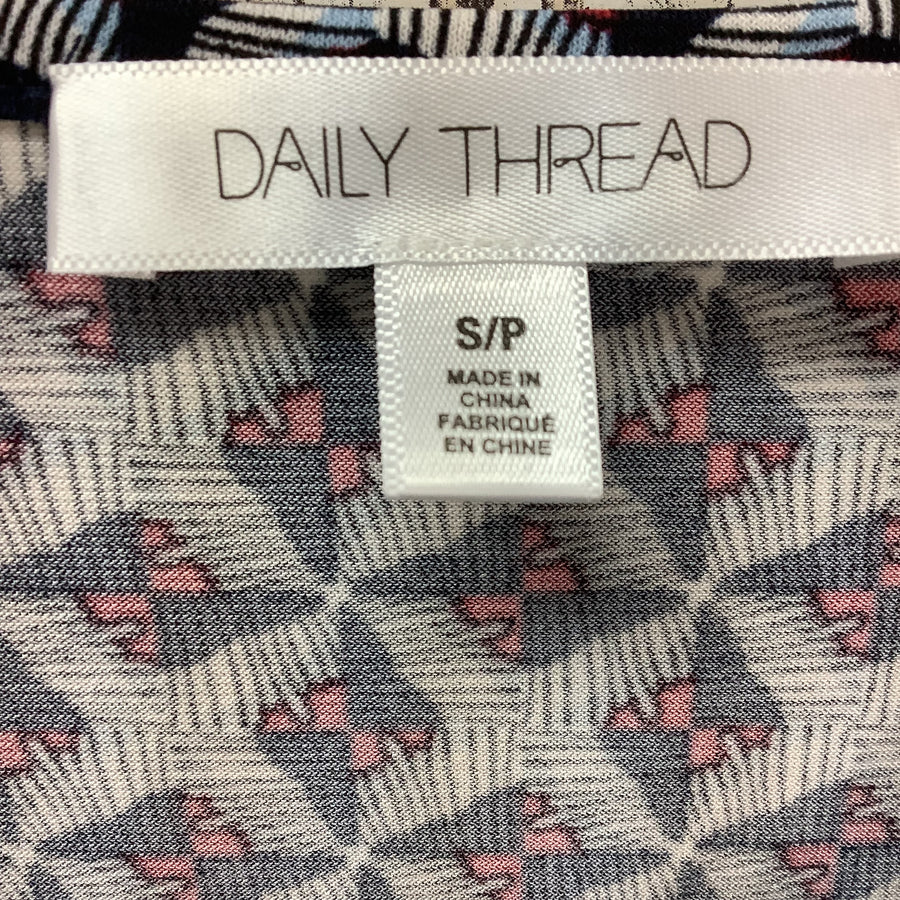 DAILY THREAD
S/P
MADE IN
CHINA
FABRIQUÉ
EN CHINE